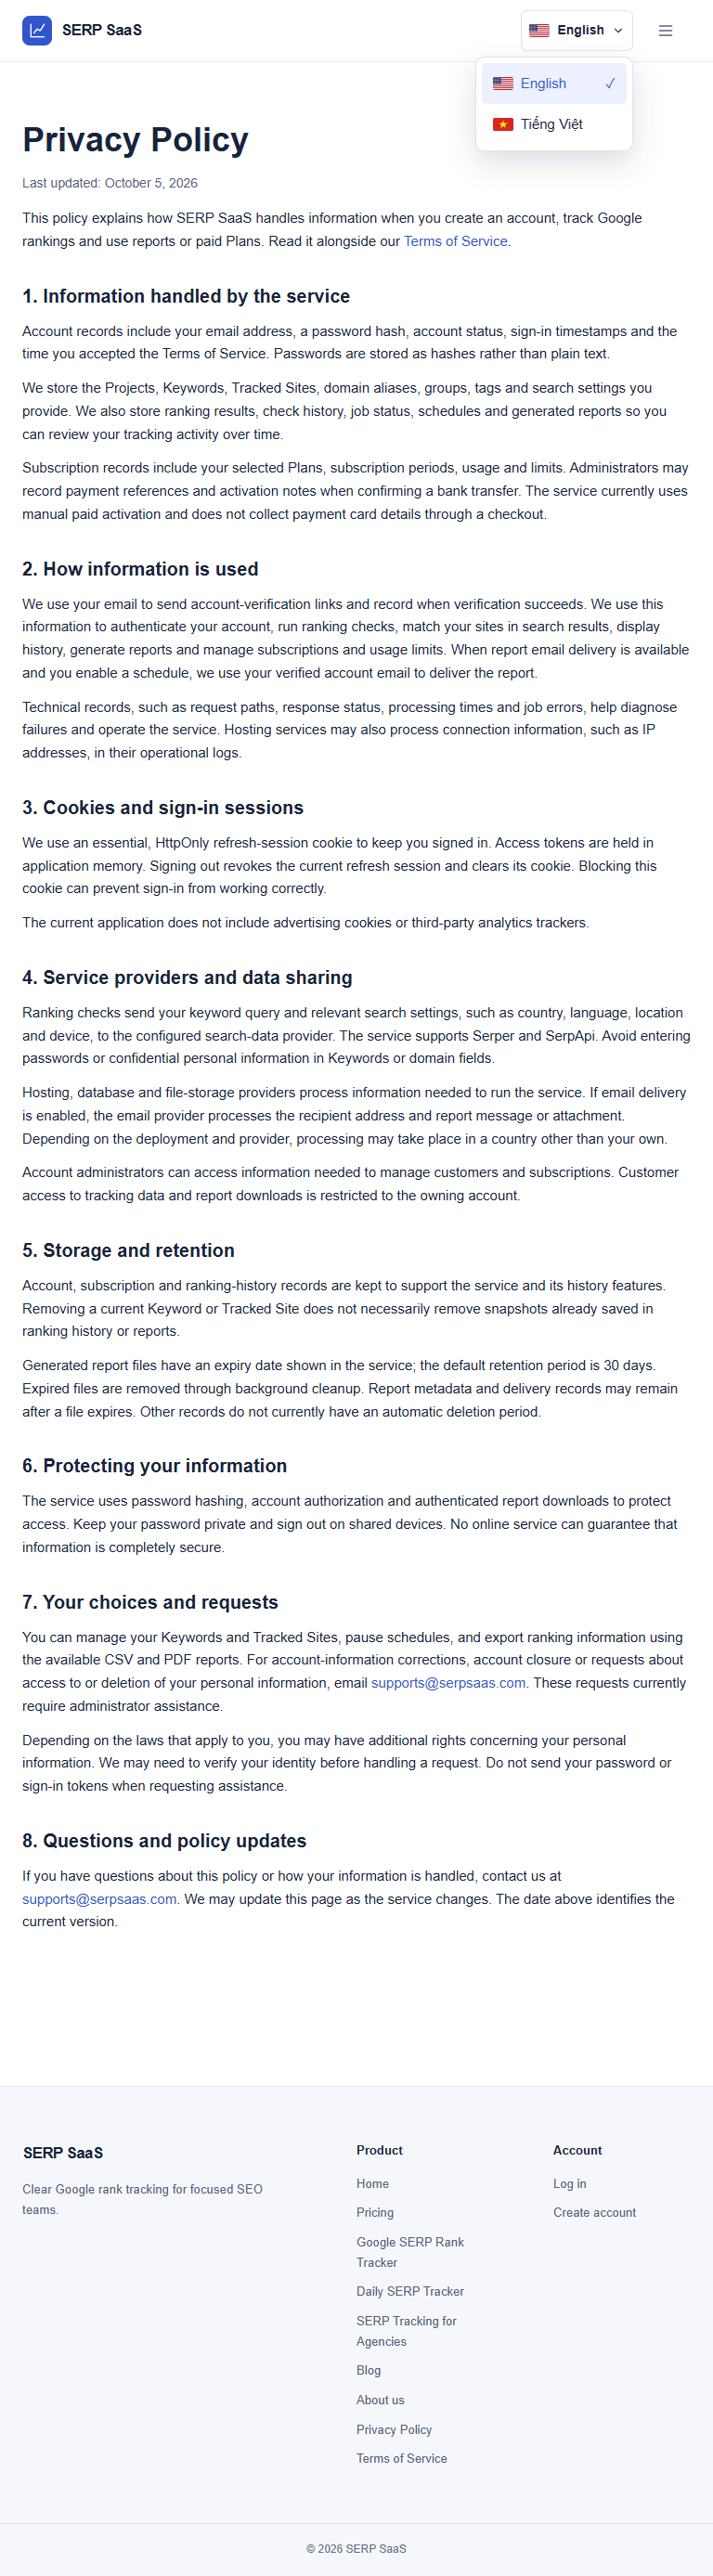 SERP SaaS
English
English
Tiếng Việt
Privacy Policy
Last updated: October 5, 2026
This policy explains how SERP SaaS handles information when you create an account, track Google
rankings and use reports or paid Plans. Read it alongside our Terms of Service.
1. Information handled by the service
Account records include your email address, a password hash, account status, sign-in timestamps and the
time you accepted the Terms of Service. Passwords are stored as hashes rather than plain text.
We store the Projects, Keywords, Tracked Sites, domain aliases, groups, tags and search settings you
provide. We also store ranking results, check history, job status, schedules and generated reports so you
can review your tracking activity over time.
Subscription records include your selected Plans, subscription periods, usage and limits. Administrators may
record payment references and activation notes when confirming a bank transfer. The service currently uses
manual paid activation and does not collect payment card details through a checkout.
2. How information is used
We use your email to send account-verification links and record when verification succeeds. We use this
information to authenticate your account, run ranking checks, match your sites in search results, display
history, generate reports and manage subscriptions and usage limits. When report email delivery is available
and you enable a schedule, we use your verified account email to deliver the report.
Technical records, such as request paths, response status, processing times and job errors, help diagnose
failures and operate the service. Hosting services may also process connection information, such as IP
addresses, in their operational logs.
3. Cookies and sign-in sessions
We use an essential, HttpOnly refresh-session cookie to keep you signed in. Access tokens are held in
application memory. Signing out revokes the current refresh session and clears its cookie. Blocking this
cookie can prevent sign-in from working correctly.
The current application does not include advertising cookies or third-party analytics trackers.
4. Service providers and data sharing
Ranking checks send your keyword query and relevant search settings, such as country, language, location
and device, to the configured search-data provider. The service supports Serper and SerpApi. Avoid entering
passwords or confidential personal information in Keywords or domain fields.
Hosting, database and file-storage providers process information needed to run the service. If email delivery
is enabled, the email provider processes the recipient address and report message or attachment.
Depending on the deployment and provider, processing may take place in a country other than your own.
Account administrators can access information needed to manage customers and subscriptions. Customer
access to tracking data and report downloads is restricted to the owning account.
5. Storage and retention
Account, subscription and ranking-history records are kept to support the service and its history features.
Removing a current Keyword or Tracked Site does not necessarily remove snapshots already saved in
ranking history or reports.
Generated report files have an expiry date shown in the service; the default retention period is 30 days.
Expired files are removed through background cleanup. Report metadata and delivery records may remain
after a file expires. Other records do not currently have an automatic deletion period.
6. Protecting your information
The service uses password hashing, account authorization and authenticated report downloads to protect
access. Keep your password private and sign out on shared devices. No online service can guarantee that
information is completely secure.
7. Your choices and requests
You can manage your Keywords and Tracked Sites, pause schedules, and export ranking information using
the available CSV and PDF reports. For account-information corrections, account closure or requests about
access to or deletion of your personal information, email supports@serpsaas.com. These requests currently
require administrator assistance.
Depending on the laws that apply to you, you may have additional rights concerning your personal
information. We may need to verify your identity before handling a request. Do not send your password or
sign-in tokens when requesting assistance.
8. Questions and policy updates
If you have questions about this policy or how your information is handled, contact us at
supports@serpsaas.com. We may update this page as the service changes. The date above identifies the
current version.
SERP SaaS
Clear Google rank tracking for focused SEO
teams.
Product
Home
Pricing
Google SERP Rank
Tracker
Daily SERP Tracker
SERP Tracking for
Agencies
Blog
About us
Privacy Policy
Terms of Service
Account
Log in
Create account
© 2026 SERP SaaS